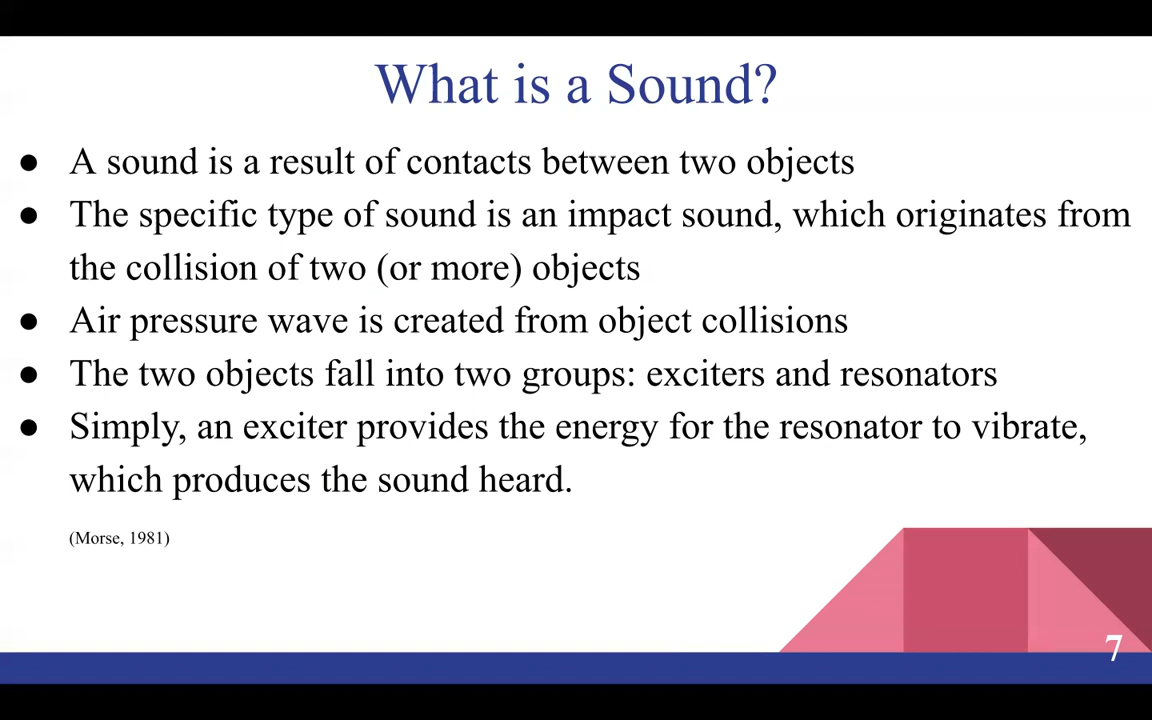 What is a Sound?
● A sound is a result of contacts between two objects
● The specific type of sound is an impact sound, which originates from
the collision of two (or more) objects
● Air pressure wave is created from object collisions
● The two objects fall into two groups: exciters and resonators
● Simply, an exciter provides the energy for the resonator to vibrate,
which produces the sound heard.
(Morse, 1981)
7